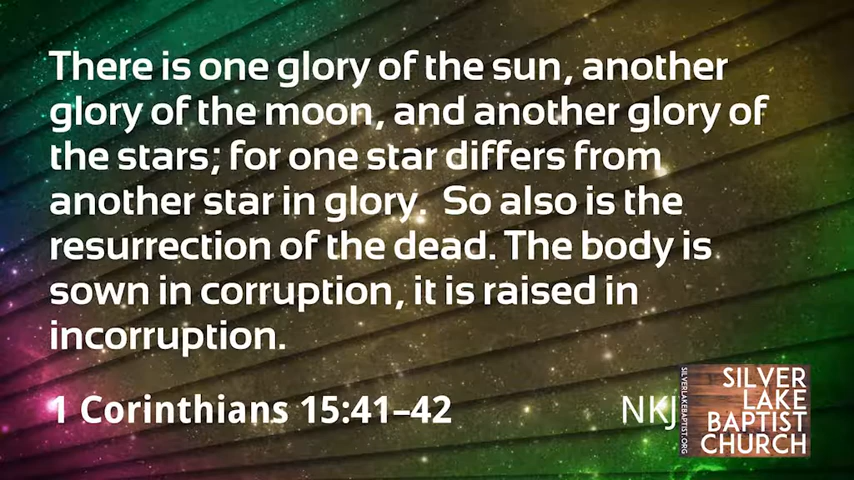 There is one glory of the sun, another
glory of the moon, and another glory of
the stars; for one star differs from
another star in glory.  So also is the
resurrection of the dead. The body is
sown in corruption, it is raised in
incorruption.
1 Corinthians 15:41–42
NKJ
SILVERLAKEBAPTIST.ORG
SILVER
LAKE
BAPTIST
CHURCH